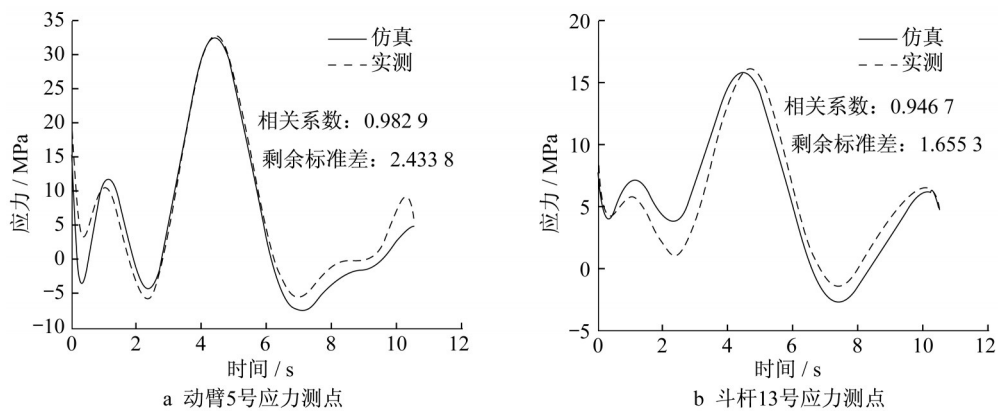 35
30
25
20
15
10
5
0
−5
−10
应力 / MPa
仿真
实测
相关系数：0.982 9
剩余标准差：2.433 8
0 2 4 6 8 10 12
时间 / s
a 动臂5号应力测点
20
15
10
5
0
−5
应力 / MPa
仿真
实测
相关系数：0.946 7
剩余标准差：1.655 3
0 2 4 6 8 10 12
时间 / s
b 斗杆13号应力测点